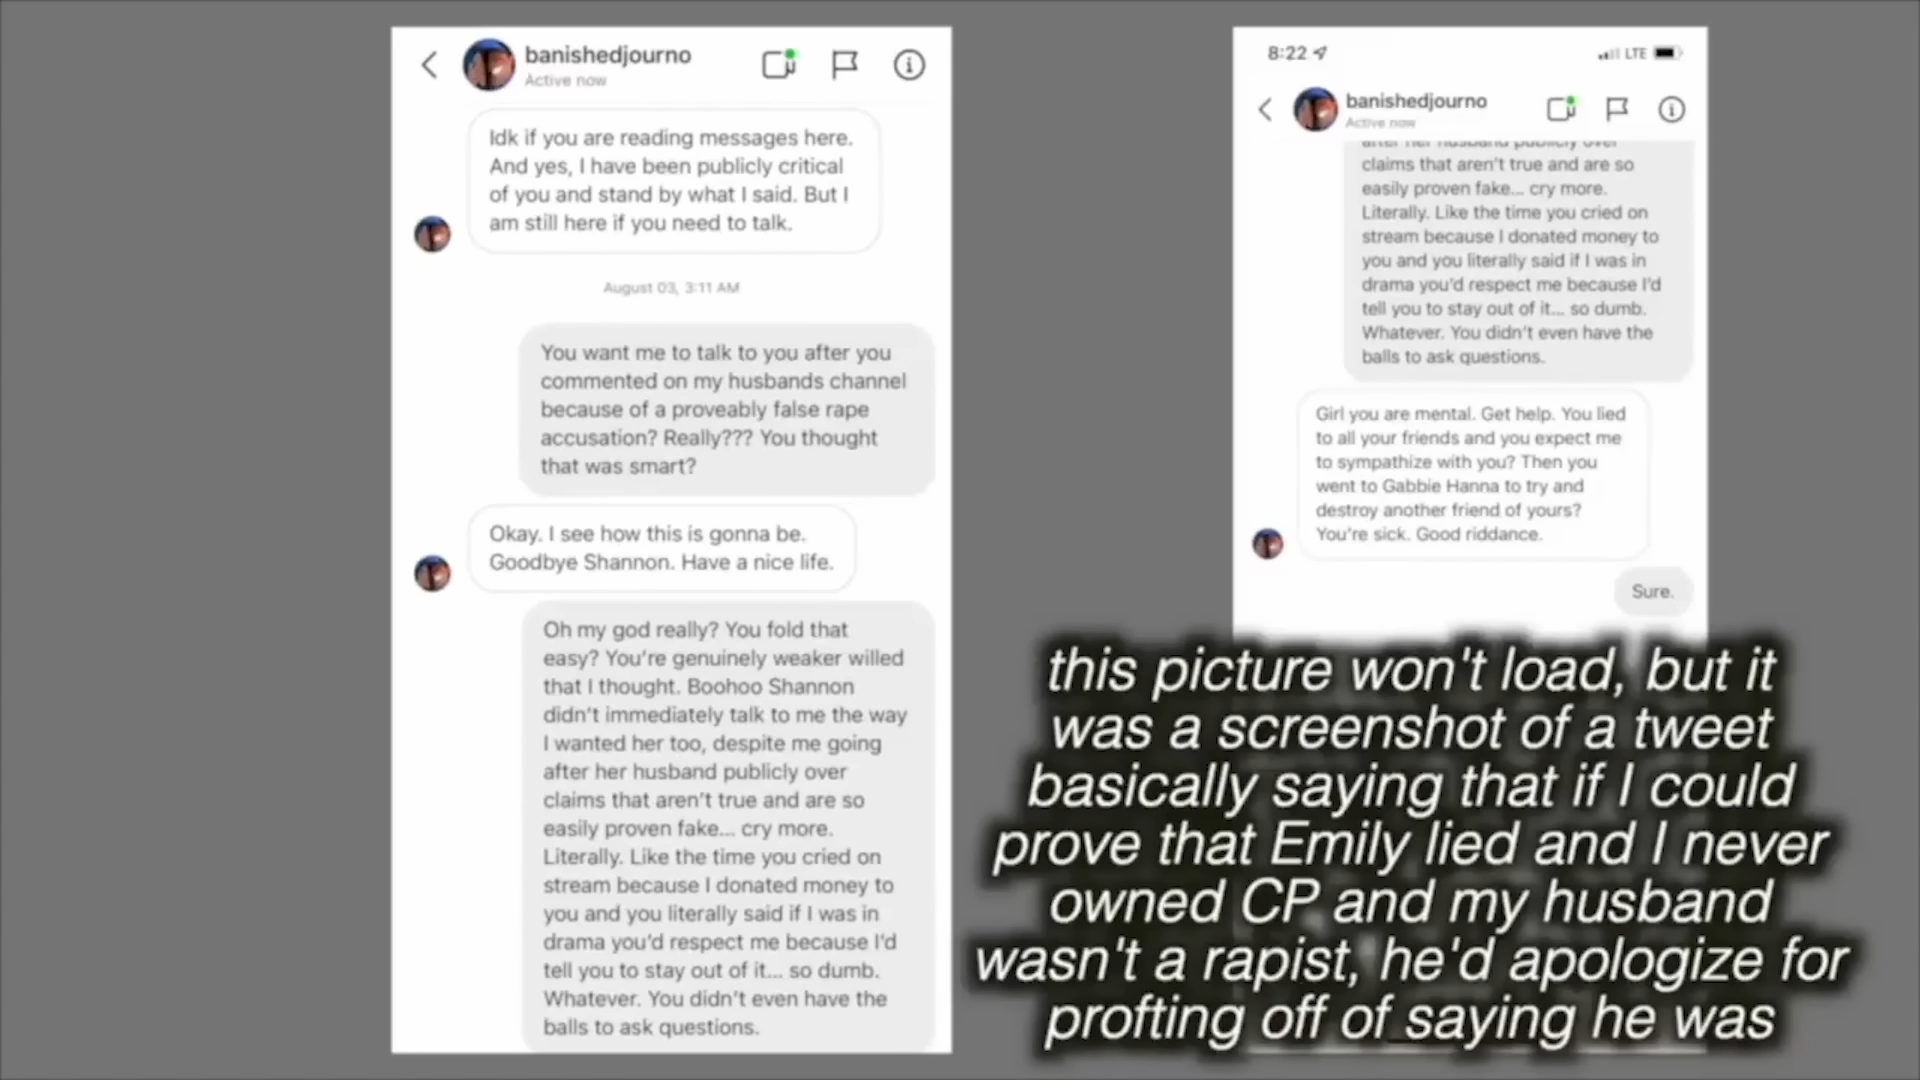 banishedjourno
Active now
Idk if you are reading messages here.
And yes, I have been publicly critical
of you and stand by what I said. But I
am still here if you need to talk.
August 03, 3:11 AM
You want me to talk to you after you
commented on my husbands channel
because of a proveably false rape
accusation? Really??? You thought
that was smart?
Okay. I see how this is gonna be.
Goodbye Shannon. Have a nice life.
Oh my god really? You fold that
easy? You're genuinely weaker willed
that I thought. Boohoo Shannon
didn't immediately talk to me the way
I wanted her too, despite me going
after her husband publicly over
claims that aren't true and are so
easily proven fake... cry more.
Literally. Like the time you cried on
stream because I donated money to
you and you literally said if I was in
drama you'd respect me because I'd
tell you to stay out of it... so dumb.
Whatever. You didn't even have the
balls to ask questions.
8:22
LTE
banishedjourno
Active now
after her husband publicly over
claims that aren't true and are so
easily proven fake... cry more.
Literally. Like the time you cried on
stream because I donated money to
you and you literally said if I was in
drama you'd respect me because I'd
tell you to stay out of it... so dumb.
Whatever. You didn't even have the
balls to ask questions.
Girl you are mental. Get help. You lied
to all your friends and you expect me
to sympathize with you? Then you
went to Gabbie Hanna to try and
destroy another friend of yours?
You're sick. Good riddance.
Sure.
this picture won't load, but it
was a screenshot of a tweet
basically saying that if I could
prove that Emily lied and I never
owned CP and my husband
wasn't a rapist, he'd apologize for
profting off of saying he was